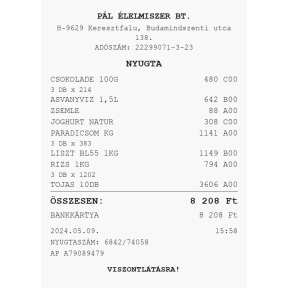 PÁL ÉLELMISZER BT.
H-9629 Keresztfalu, Budamindszenti utca
138.
ADÓSZÁM: 22299071-3-23
NYUGTA
CSOKOLADE 100G 480 C00
3 DB x 214
ASVANYVIZ 1,5L 642 B00
ZSEMLE 88 A00
JOGHURT NATUR 308 C00
PARADICSOM KG 1141 A00
3 DB x 383
LISZT BL55 1KG 1149 B00
RIZS 1KG 794 A00
3 DB x 1202
TOJAS 10DB 3606 A00
ÖSSZESEN: 8 208 Ft
BANKKÁRTYA 8 208 Ft
2024.05.09. 15:58
NYUGTASZÁM: 6842/74058
AP A79089479
VISZONTLÁTÁSRA!